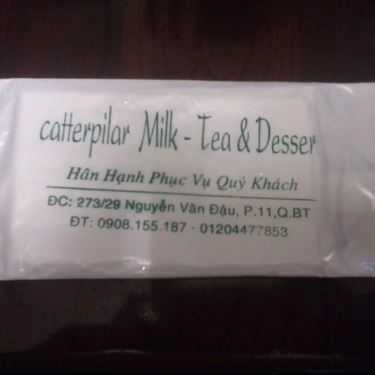 catterpilar Milk - Tea & Desser
Hân Hạnh Phục Vụ Quý Khách
ĐC: 273/29 Nguyễn Văn Đậu, P.11,Q.BT
ĐT: 0908.155.187 - 01204477853